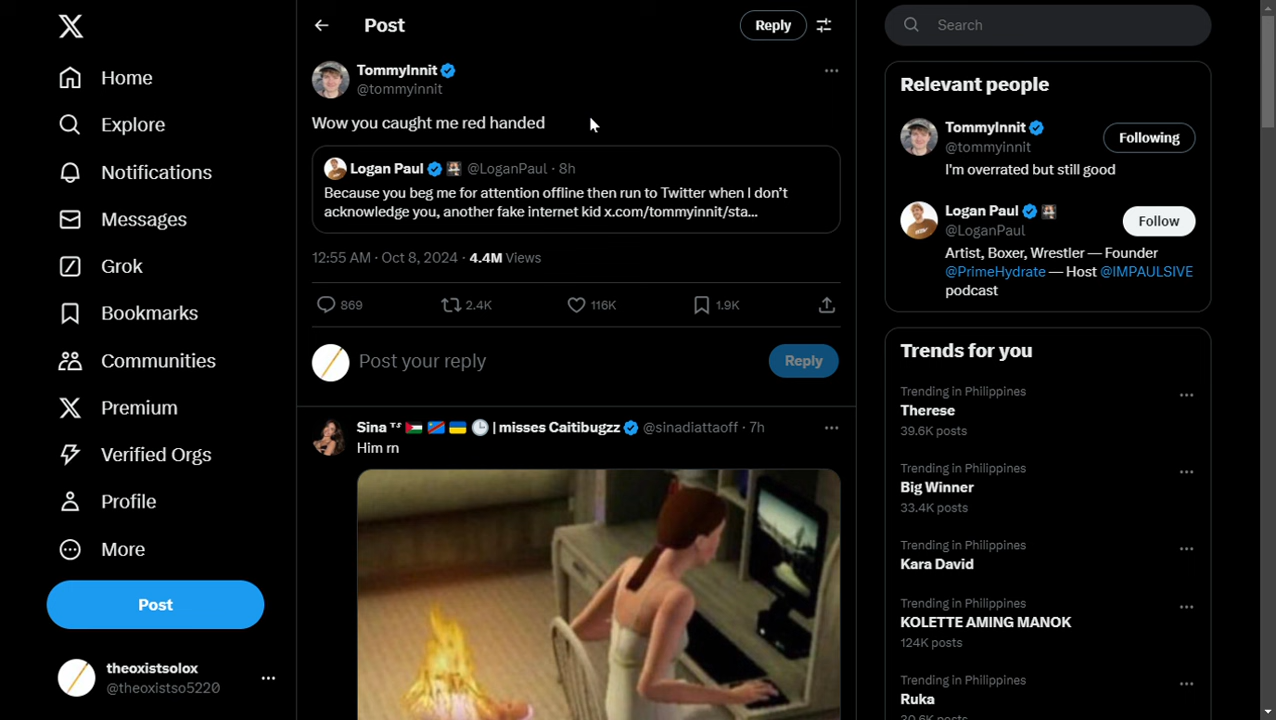 Home
Explore
Notifications
Messages
Grok
Bookmarks
Communities
Premium
Verified Orgs
Profile
More
Post
theoxistsolox
@theoxistso5220
Post
Reply
TommyInnit
@tommyinnit
Wow you caught me red handed
Logan Paul @LoganPaul · 8h
Because you beg me for attention offline then run to Twitter when I don't
acknowledge you, another fake internet kid x.com/tommyinnit/sta...
12:55 AM · Oct 8, 2024 · 4.4M Views
869 2.4K 116K 1.9K
Post your reply
Reply
Sina ᵀˢ | misses Caitibugzz @sinadiattaoff · 7h
Him rn
Search
Relevant people
TommyInnit
@tommyinnit
Following
I'm overrated but still good
Logan Paul
@LoganPaul
Follow
Artist, Boxer, Wrestler — Founder
@PrimeHydrate — Host @IMPAULSIVE
podcast
Trends for you
Trending in Philippines
Therese
39.6K posts
Trending in Philippines
Big Winner
33.4K posts
Trending in Philippines
Kara David
Trending in Philippines
KOLETTE AMING MANOK
124K posts
Trending in Philippines
Ruka
30.6K posts